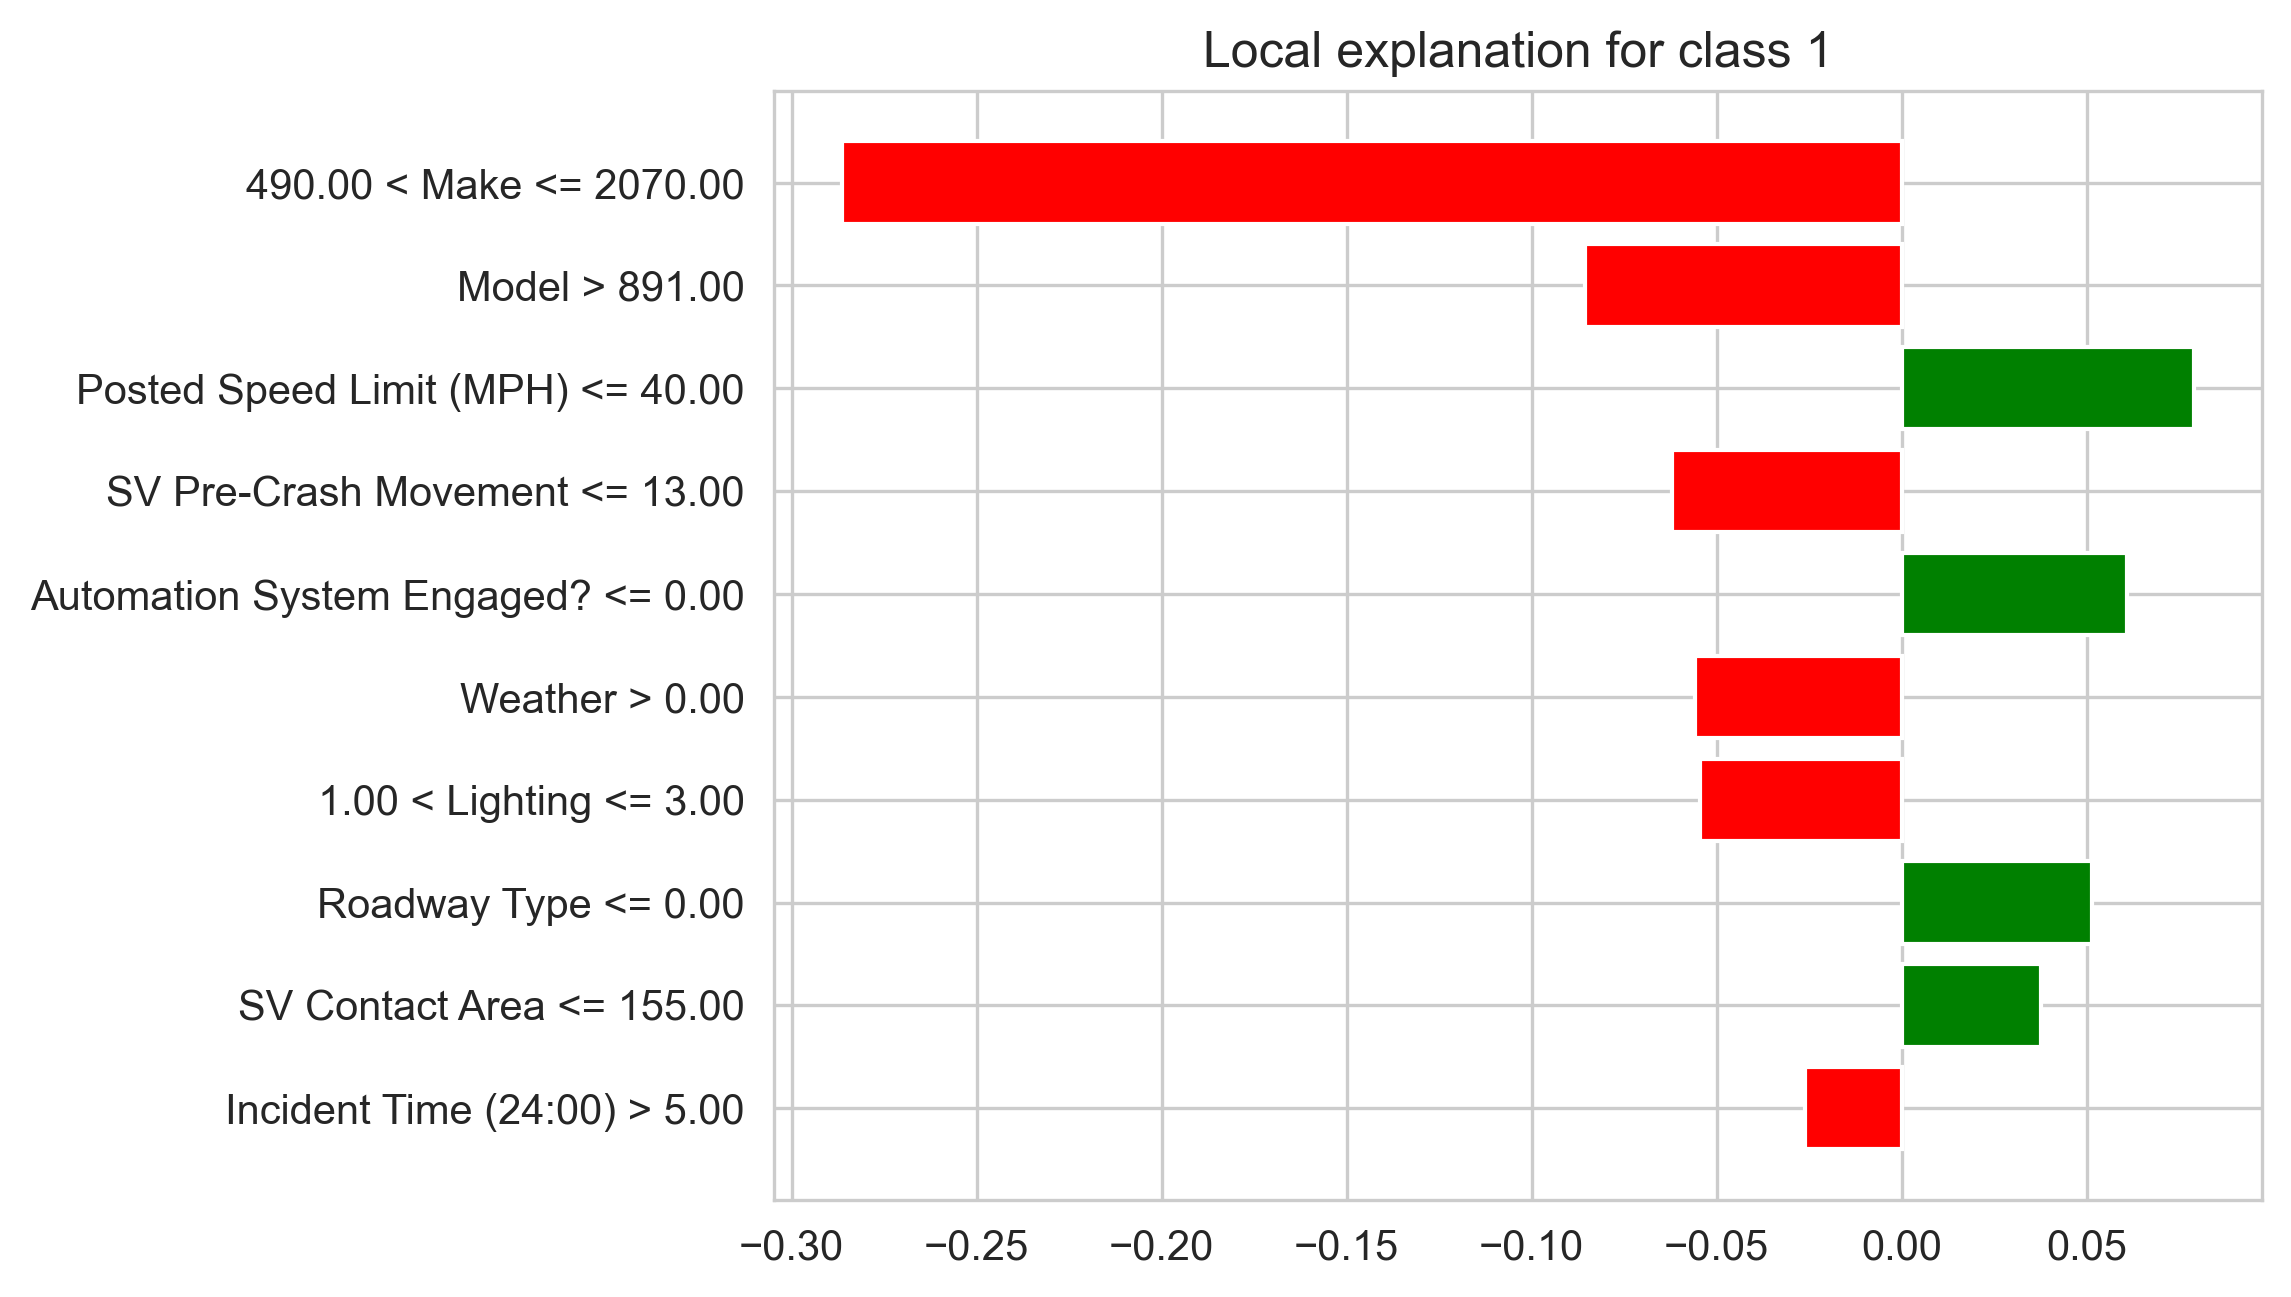 Local explanation for class 1
490.00 < Make <= 2070.00
Model > 891.00
Posted Speed Limit (MPH) <= 40.00
SV Pre-Crash Movement <= 13.00
Automation System Engaged? <= 0.00
Weather > 0.00
1.00 < Lighting <= 3.00
Roadway Type <= 0.00
SV Contact Area <= 155.00
Incident Time (24:00) > 5.00
−0.30 −0.25 −0.20 −0.15 −0.10 −0.05 0.00 0.05